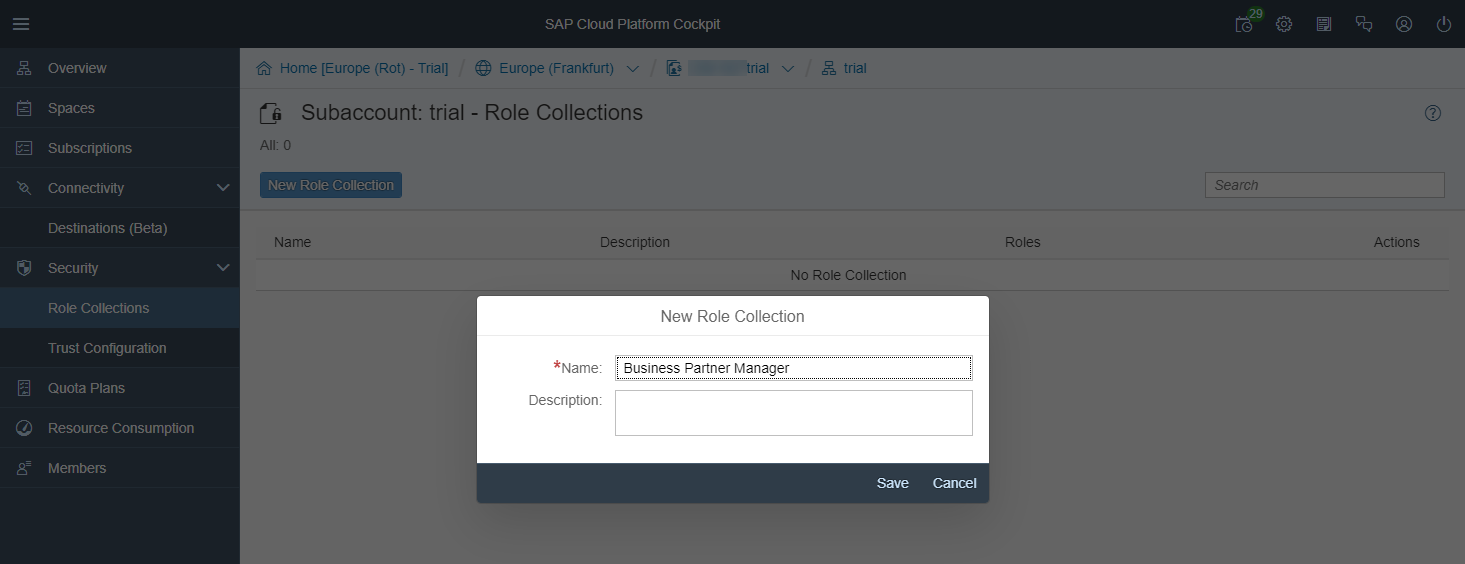 SAP Cloud Platform Cockpit
29
Overview
Spaces
Subscriptions
Connectivity
Destinations (Beta)
Security
Role Collections
Trust Configuration
Quota Plans
Resource Consumption
Members
Home [Europe (Rot) - Trial] / Europe (Frankfurt) / trial / trial
Subaccount: trial - Role Collections
All: 0
New Role Collection
Search
Name Description Roles Actions
No Role Collection
New Role Collection
*Name: Business Partner Manager
Description:
Save Cancel